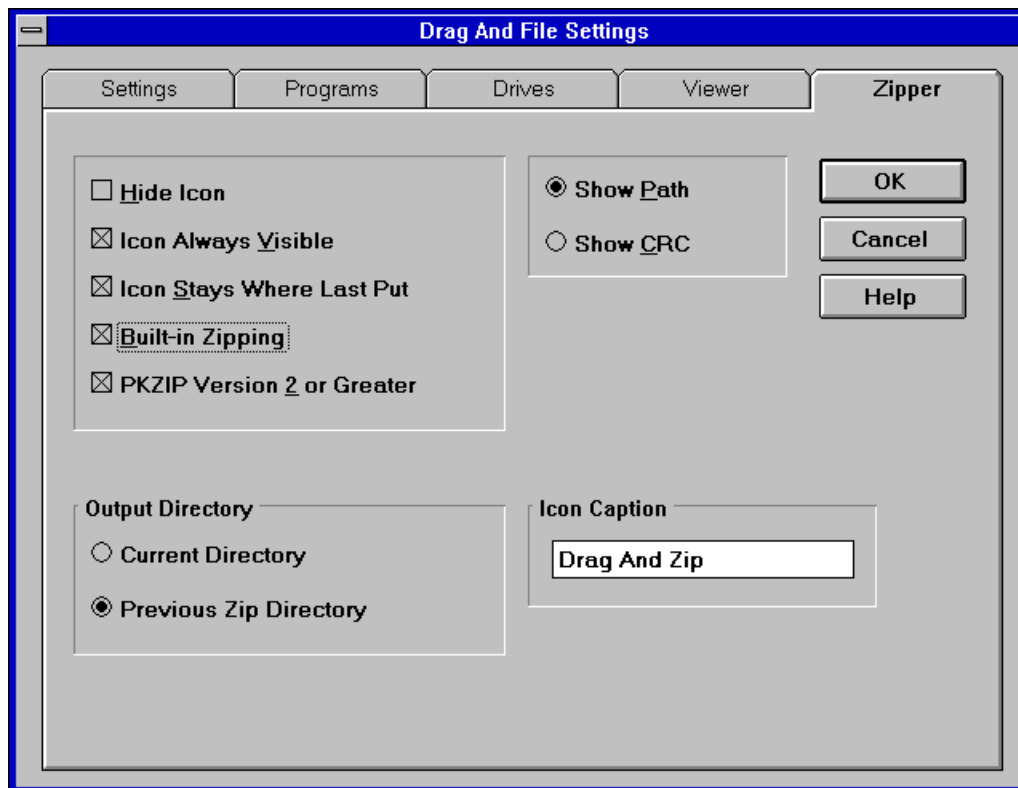 Drag And File Settings
Settings
Programs
Drives
Viewer
Zipper
Hide Icon
Icon Always Visible
Icon Stays Where Last Put
Built-in Zipping
PKZIP Version 2 or Greater
Show Path
Show CRC
OK
Cancel
Help
Output Directory
Current Directory
Previous Zip Directory
Icon Caption
Drag And Zip